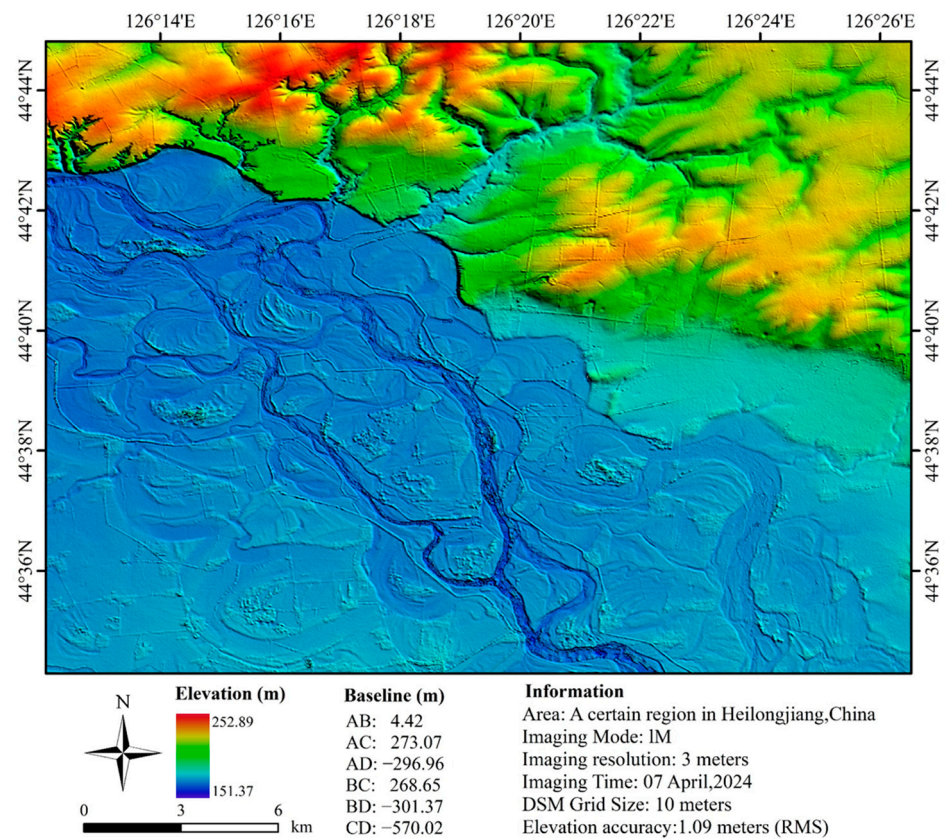 126°14'E 126°16'E 126°18'E 126°20'E 126°22'E 126°24'E 126°26'E
44°44'N 44°44'N
44°42'N 44°42'N
44°40'N 44°40'N
44°38'N 44°38'N
44°36'N 44°36'N
N
0 3 6
km
Elevation (m)
252.89
151.37
Baseline (m)
AB: 4.42
AC: 273.07
AD: −296.96
BC: 268.65
BD: −301.37
CD: −570.02
Information
Area: A certain region in Heilongjiang,China
Imaging Mode: lM
Imaging resolution: 3 meters
Imaging Time: 07 April,2024
DSM Grid Size: 10 meters
Elevation accuracy:1.09 meters (RMS)